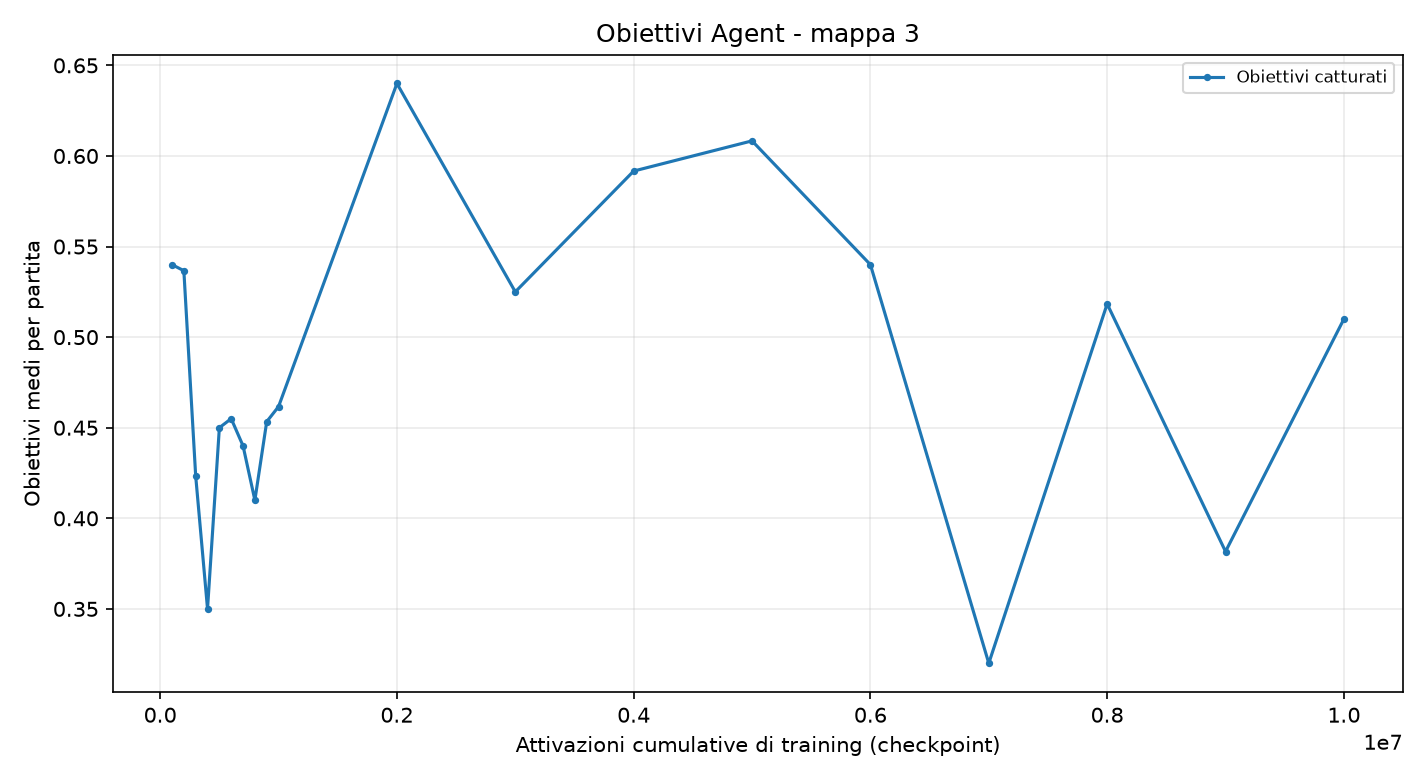 Obiettivi Agent - mappa 3
Obiettivi catturati
Obiettivi medi per partita
0.65
0.60
0.55
0.50
0.45
0.40
0.35
0.0 0.2 0.4 0.6 0.8 1.0
1e7
Attivazioni cumulative di training (checkpoint)